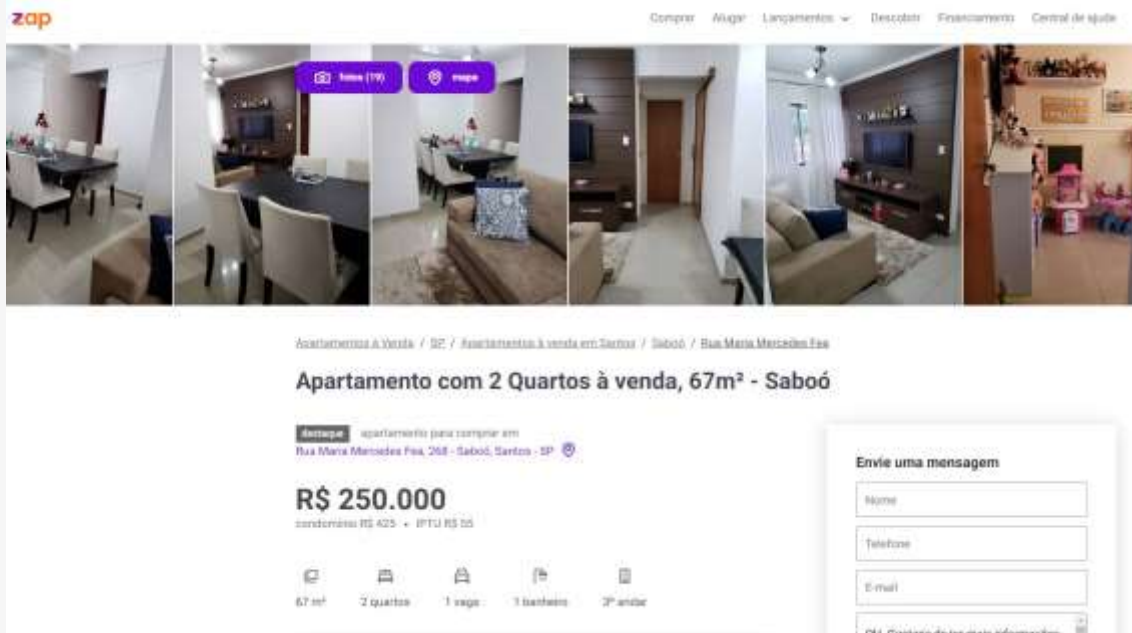 zap
Comprar Alugar Lançamentos Descobrir Financiamento Central de ajuda
fotos (19) mapa
Apartamentos à Venda / SP / Apartamentos à venda em Santos / Saboó / Rua Maria Mercedes Fea
Apartamento com 2 Quartos à venda, 67m² - Saboó
destaque apartamento para comprar em
Rua Maria Mercedes Fea, 268 - Saboó, Santos - SP
R$ 250.000
condomínio R$ 425 • IPTU R$ 55
67 m² 2 quartos 1 vaga 1 banheiro 3º andar
Envie uma mensagem
Nome
Telefone
E-mail